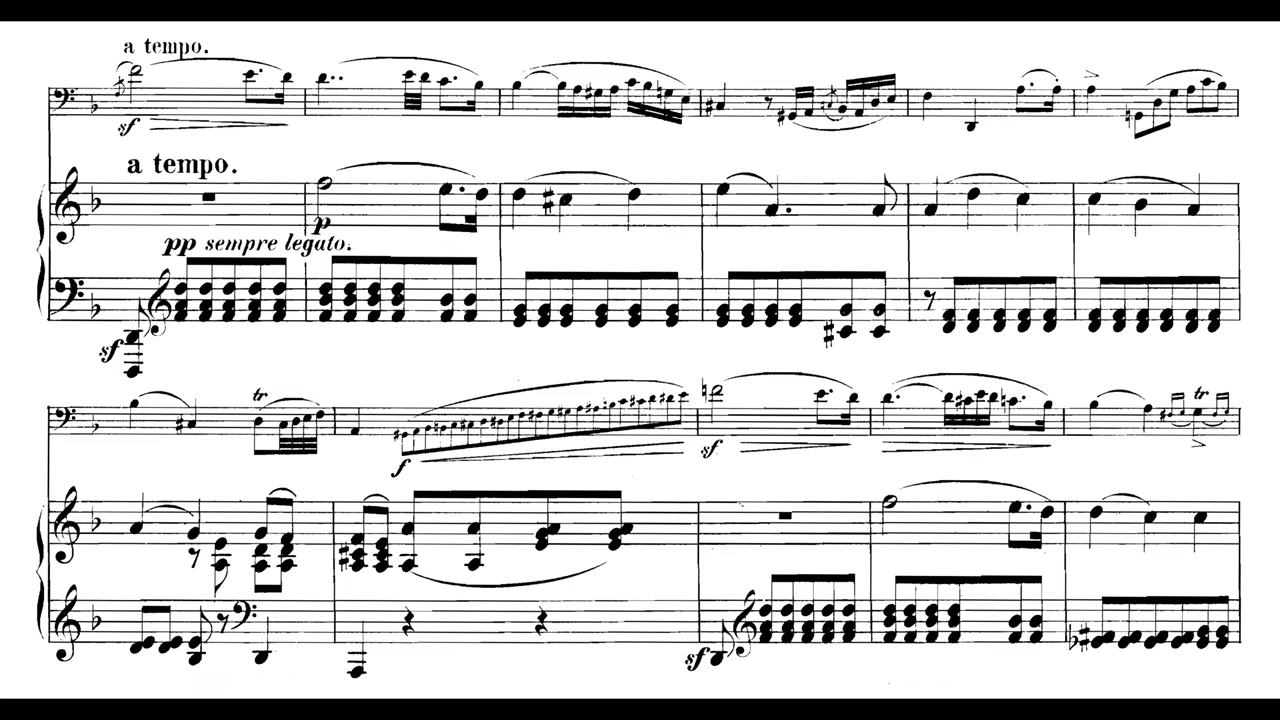 a tempo.
sf
a tempo.
p
pp sempre legato.
sf
tr
f
sf
tr
sf